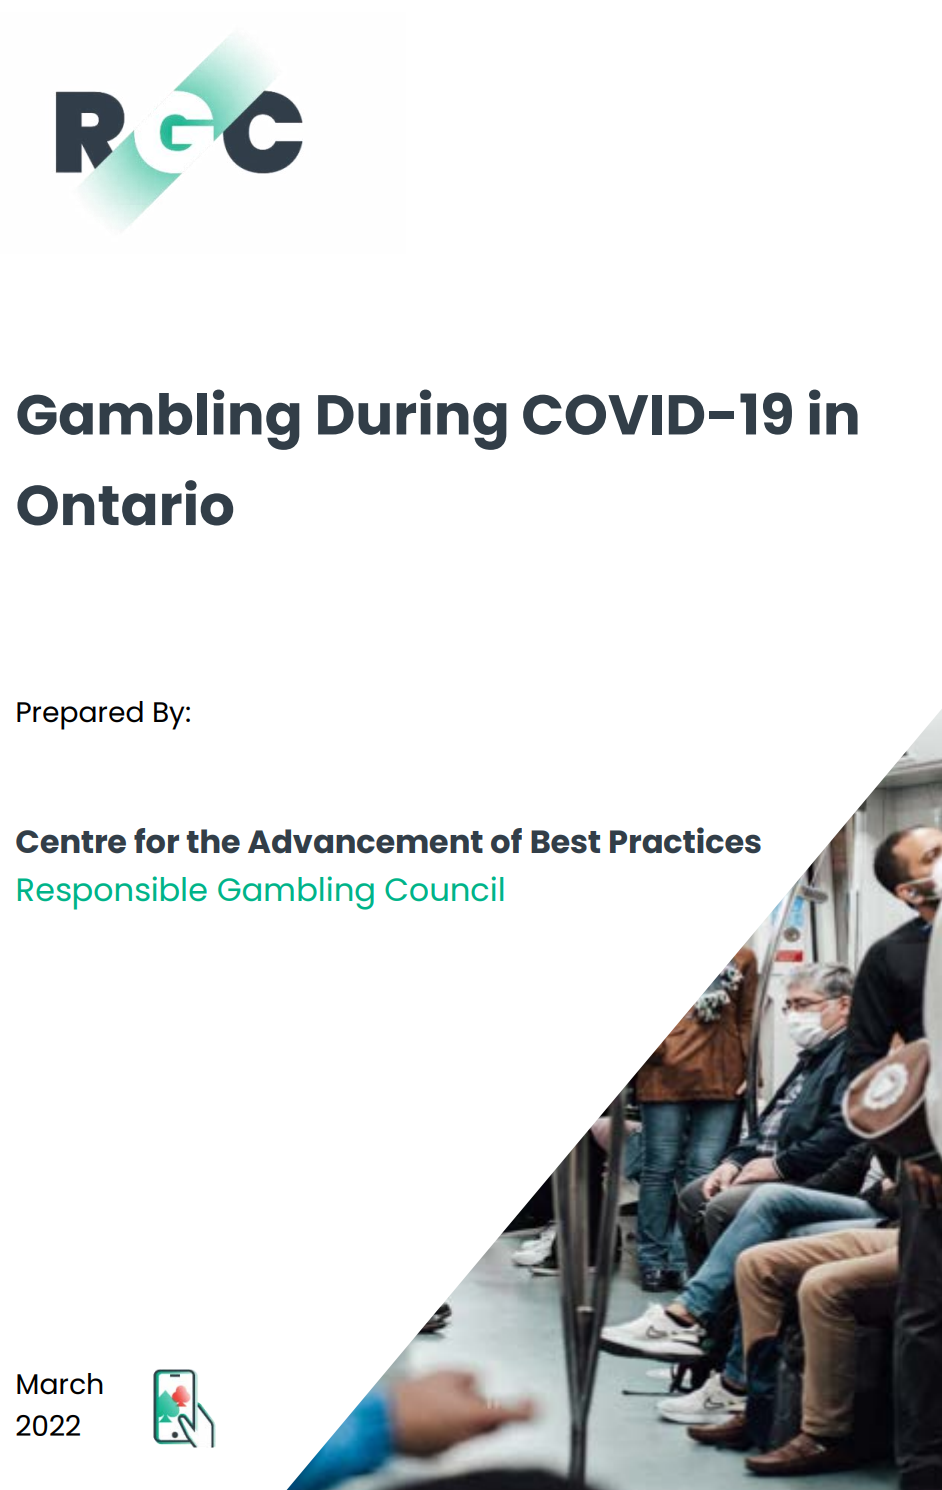 RGC
Gambling During COVID-19 in
Ontario
Prepared By:
Centre for the Advancement of Best Practices
Responsible Gambling Council
March
2022